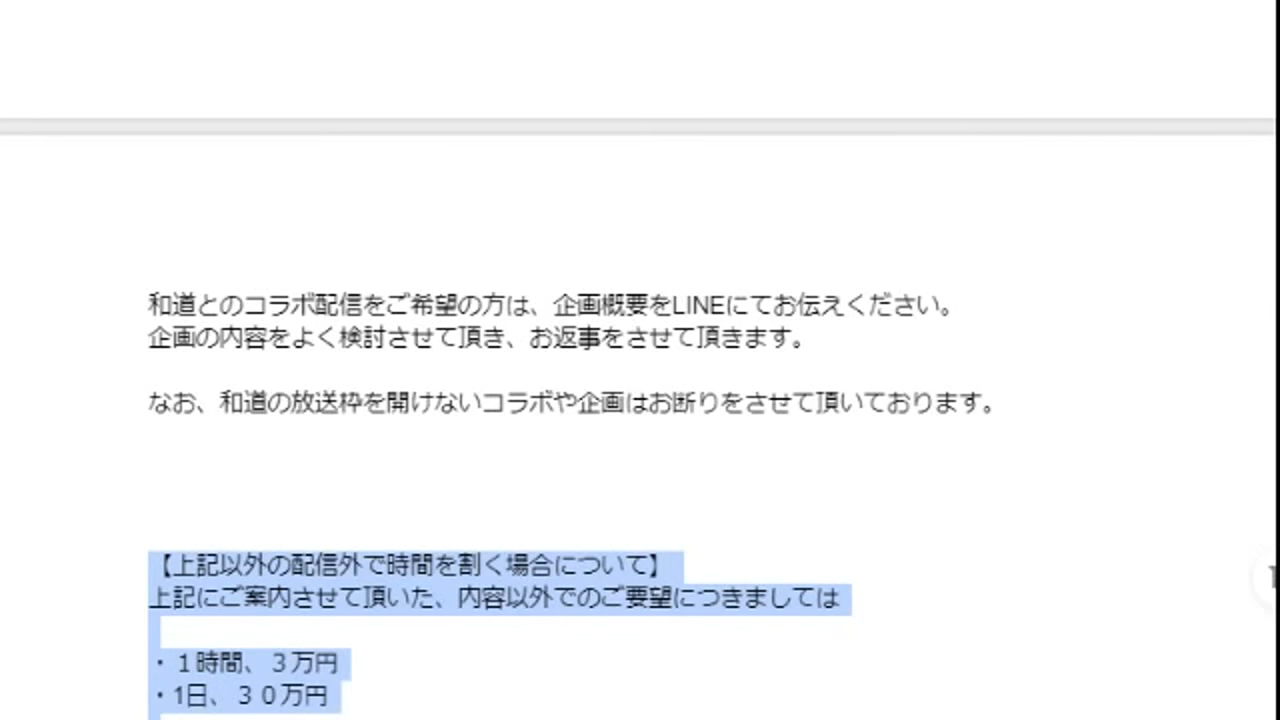 和道とのコラボ配信をご希望の方は、企画概要をLINEにてお伝えください。
企画の内容をよく検討させて頂き、お返事をさせて頂きます。
なお、和道の放送枠を開けないコラボや企画はお断りをさせて頂いております。
【上記以外の配信外で時間を割く場合について】
上記にご案内させて頂いた、内容以外でのご要望につきましては
・１時間、３万円
・1日、３０万円